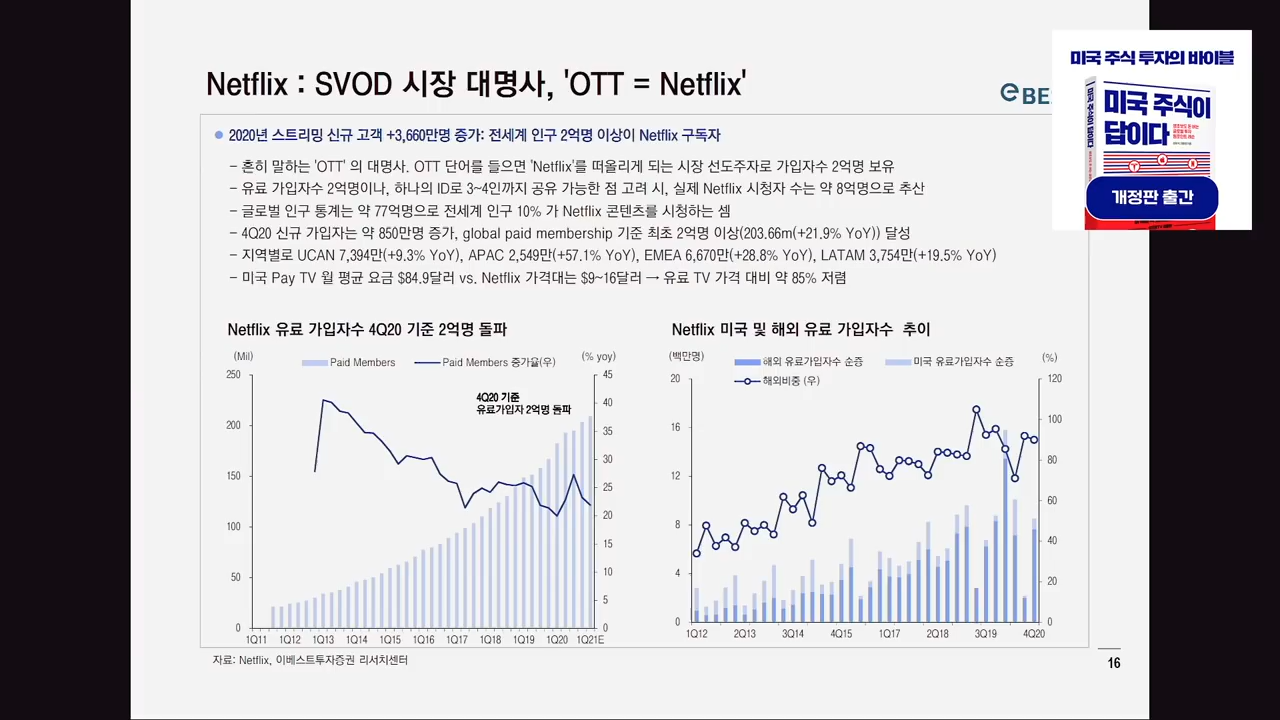 Netflix : SVOD 시장 대명사, 'OTT = Netflix'
eBES
미국 주식 투자의 바이블
미국 주식이
답이다
미국 주식이 답이다
개정판 출간
● 2020년 스트리밍 신규 고객 +3,660만명 증가: 전세계 인구 2억명 이상이 Netflix 구독자
– 흔히 말하는 'OTT' 의 대명사. OTT 단어를 들으면 'Netflix'를 떠올리게 되는 시장 선도주자로 가입자수 2억명 보유
– 유료 가입자수 2억명이나, 하나의 ID로 3~4인까지 공유 가능한 점 고려 시, 실제 Netflix 시청자 수는 약 8억명으로 추산
– 글로벌 인구 통계는 약 77억명으로 전세계 인구 10% 가 Netflix 콘텐츠를 시청하는 셈
– 4Q20 신규 가입자는 약 850만명 증가. global paid membership 기준 최초 2억명 이상(203.66m(+21.9% YoY)) 달성
– 지역별로 UCAN 7,394만(+9.3% YoY), APAC 2,549만(+57.1% YoY), EMEA 6,670만(+28.8% YoY), LATAM 3,754만(+19.5% YoY)
– 미국 Pay TV 월 평균 요금 $84.9달러 vs. Netflix 가격대는 $9~16달러 → 유료 TV 가격 대비 약 85% 저렴
Netflix 유료 가입자수 4Q20 기준 2억명 돌파
(Mil)
Paid Members
Paid Members 증가율(우)
(% yoy)
4Q20 기준
유료가입자 2억명 돌파
250
200
150
100
50
0
45
40
35
30
25
20
15
10
5
0
1Q11 1Q12 1Q13 1Q14 1Q15 1Q16 1Q17 1Q18 1Q19 1Q20 1Q21E
Netflix 미국 및 해외 유료 가입자수 추이
(백만명)
해외 유료가입자수 순증
미국 유료가입자수 순증
(%)
해외비중 (우)
20
16
12
8
4
0
120
100
80
60
40
20
0
1Q12 2Q13 3Q14 4Q15 1Q17 2Q18 3Q19 4Q20
자료: Netflix, 이베스트투자증권 리서치센터
16